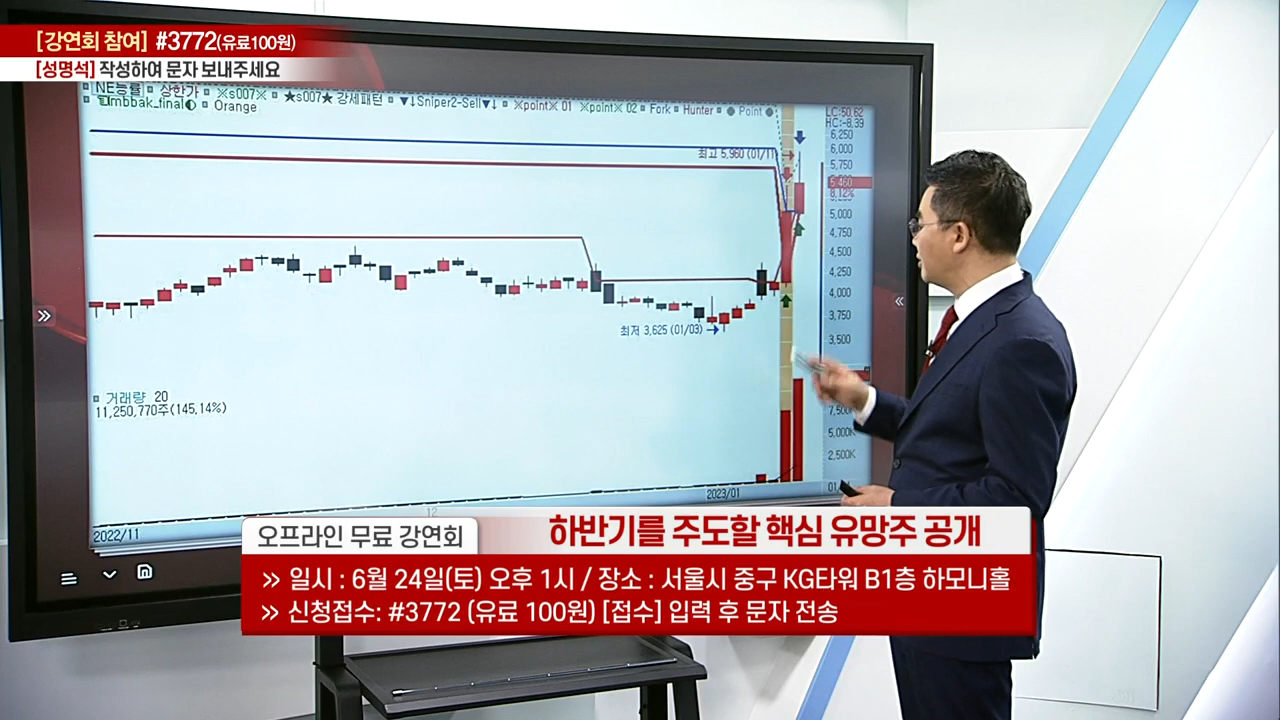 [강연회 참여] #3772(유료100원)
[성명석] 작성하여 문자 보내주세요
NE능률 상한가 ※s007※ ★s007★ 강세패턴 ▼↓Sniper2-Sell▼↓ ※point※ 01 ※point※ 02 Fork Hunter Point
mbbak_final Orange
LC:50.62
HC:-8.39
6,250
최고 5,960 (01/11)
6,000
5,750
5,460
8.12%
5,000
4,750
4,500
4,250
4,000
3,750
최저 3,625 (01/03)
3,500
거래량 20
11,250,770주(145.14%)
7,500K
5,000K
2,500K
2022/11
12
2023/01
01
오프라인 무료 강연회
하반기를 주도할 핵심 유망주 공개
» 일시 : 6월 24일(토) 오후 1시 / 장소 : 서울시 중구 KG타워 B1층 하모니홀
» 신청접수: #3772 (유료 100원) [접수] 입력 후 문자 전송